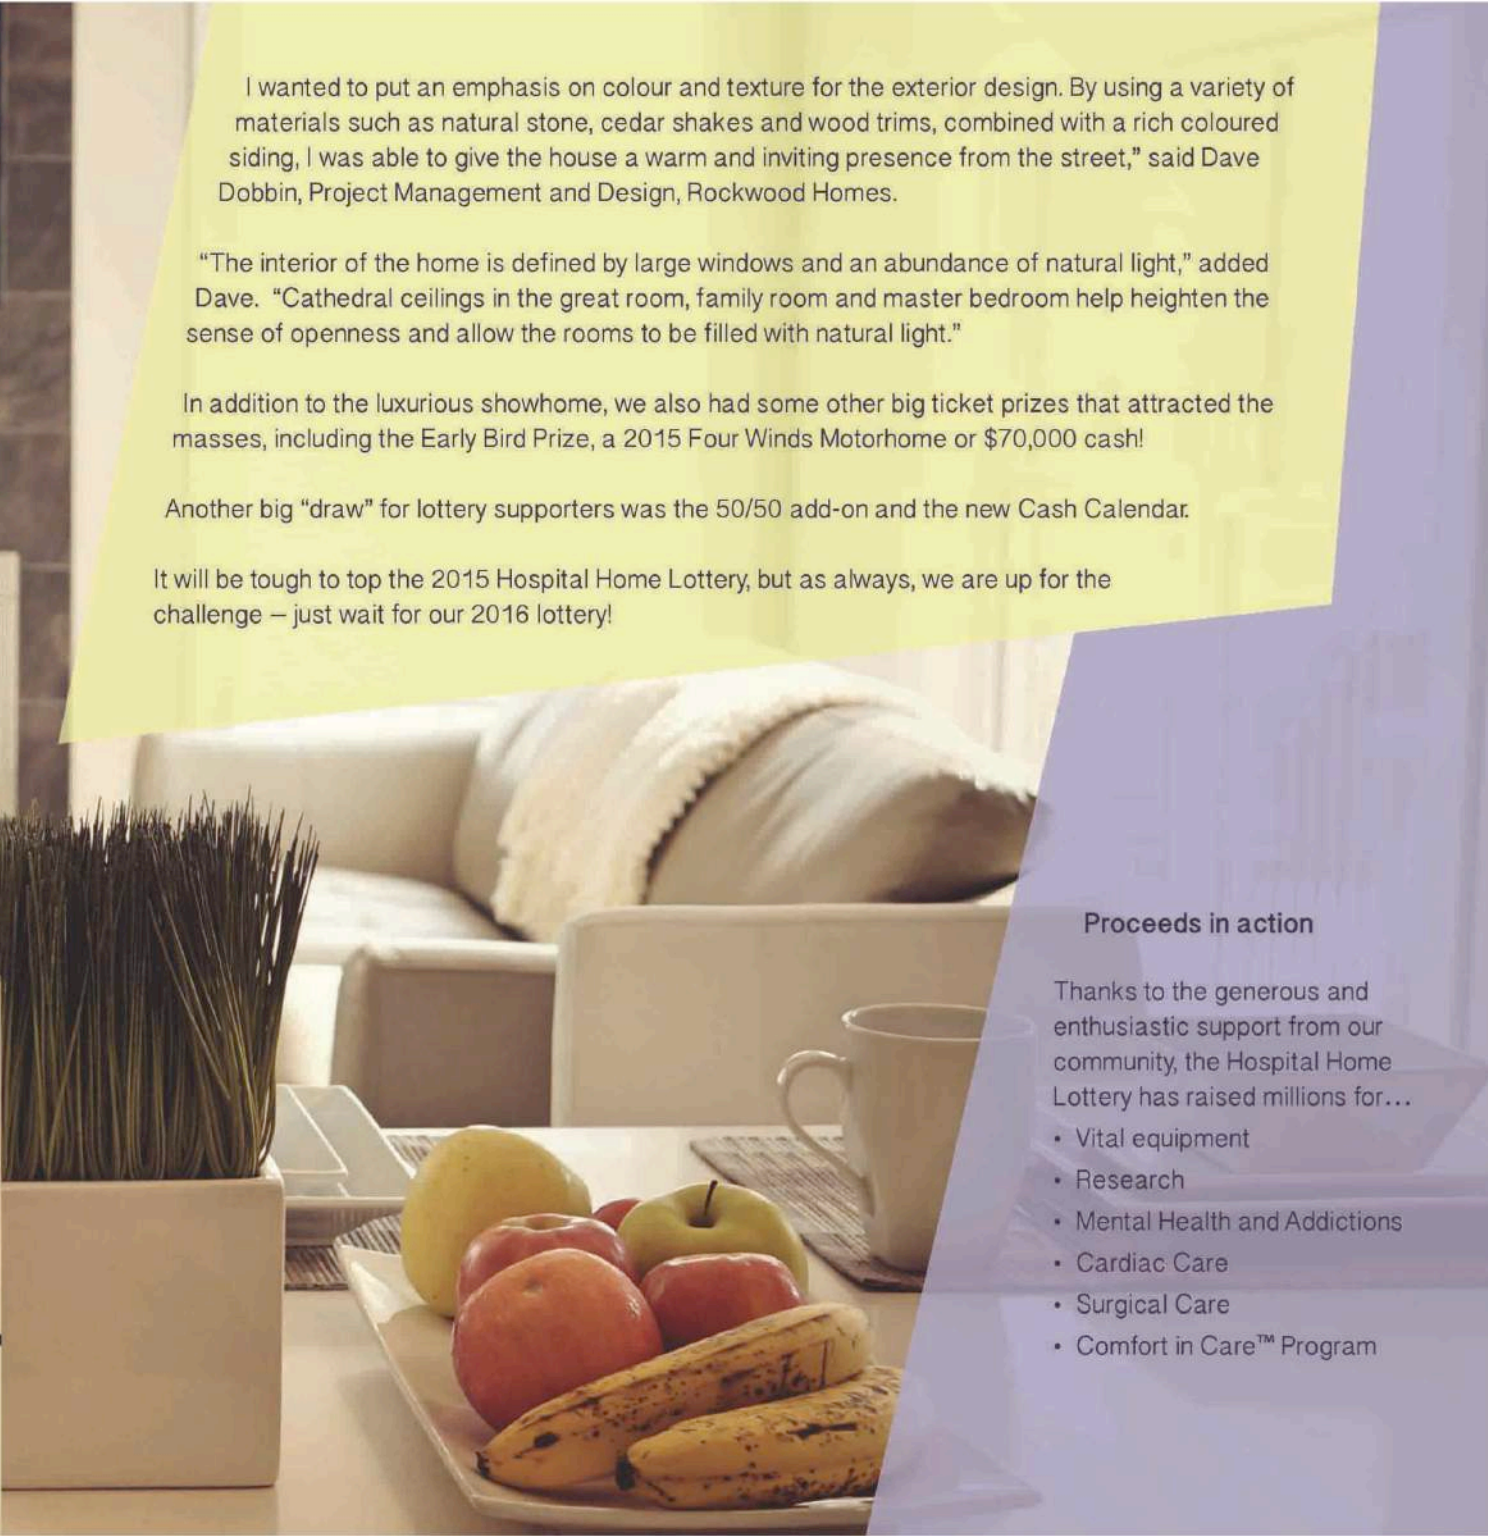 I wanted to put an emphasis on colour and texture for the exterior design. By using a variety of
materials such as natural stone, cedar shakes and wood trims, combined with a rich coloured
siding, I was able to give the house a warm and inviting presence from the street,” said Dave
Dobbin, Project Management and Design, Rockwood Homes.
“The interior of the home is defined by large windows and an abundance of natural light,” added
Dave. “Cathedral ceilings in the great room, family room and master bedroom help heighten the
sense of openness and allow the rooms to be filled with natural light.”
In addition to the luxurious showhome, we also had some other big ticket prizes that attracted the
masses, including the Early Bird Prize, a 2015 Four Winds Motorhome or $70,000 cash!
Another big “draw” for lottery supporters was the 50/50 add-on and the new Cash Calendar.
It will be tough to top the 2015 Hospital Home Lottery, but as always, we are up for the
challenge – just wait for our 2016 lottery!
Proceeds in action
Thanks to the generous and
enthusiastic support from our
community, the Hospital Home
Lottery has raised millions for...
• Vital equipment
• Research
• Mental Health and Addictions
• Cardiac Care
• Surgical Care
• Comfort in Care™ Program